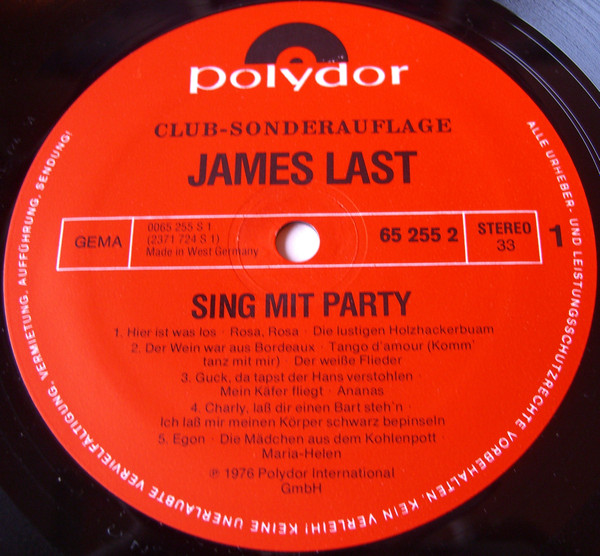 polydor
CLUB-SONDERAUFLAGE
JAMES LAST
GEMA
0065 255 S 1
(2371 724 S 1)
Made in West Germany
65 255 2
STEREO
33
1
SING MIT PARTY
1. Hier ist was los · Rosa, Rosa · Die lustigen Holzhackerbuam
2. Der Wein war aus Bordeaux · Tango d'amour (Komm'
tanz mit mir) · Der weiße Flieder
3. Guck, da tapst der Hans verstohlen ·
Mein Käfer fliegt · Ananas
4. Charly, laß dir einen Bart steh'n ·
Ich laß mir meinen Körper schwarz bepinseln
5. Egon · Die Mädchen aus dem Kohlenpott ·
Maria-Helen
℗ 1976 Polydor International
GmbH
ALLE URHEBER- UND LEISTUNGSSCHUTZRECHTE VORBEHALTEN. KEIN VERLEIH! KEINE UNERLAUBTE VERVIELFÄLTIGUNG, VERMIETUNG, AUFFÜHRUNG, SENDUNG!